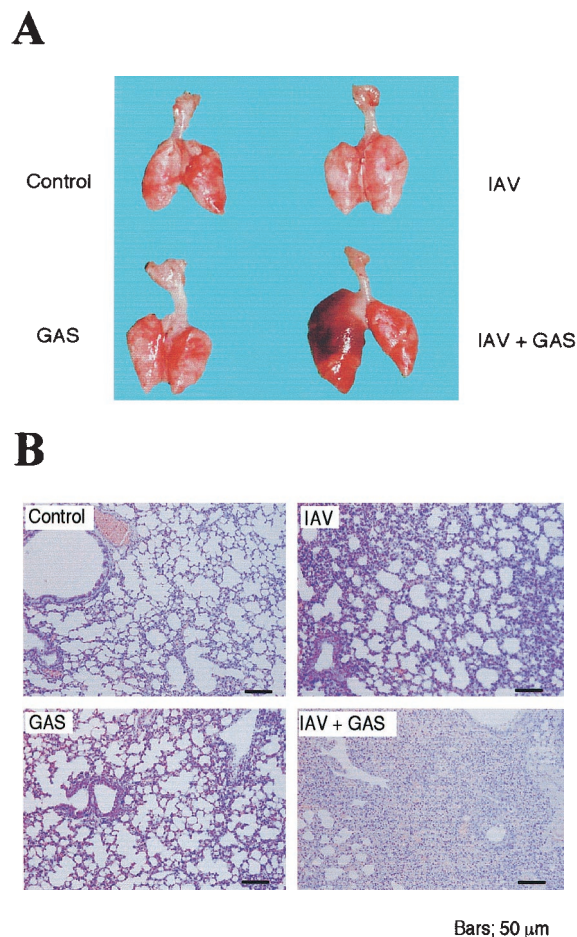 A
Control
IAV
GAS
IAV + GAS
B
Control
IAV
GAS
IAV + GAS
Bars; 50 µm